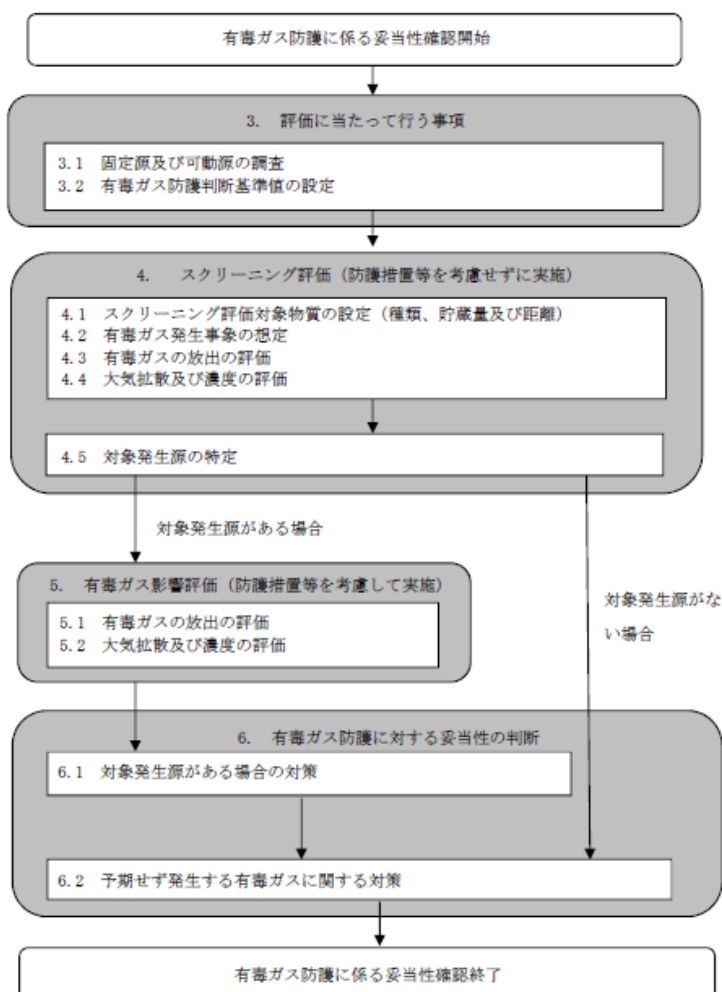 有毒ガス防護に係る妥当性確認開始
3. 評価に当たって行う事項
3.1 固定源及び可動源の調査
3.2 有毒ガス防護判断基準値の設定
4. スクリーニング評価（防護措置等を考慮せずに実施）
4.1 スクリーニング評価対象物質の設定（種類、貯蔵量及び距離）
4.2 有毒ガス発生事象の想定
4.3 有毒ガスの放出の評価
4.4 大気拡散及び濃度の評価
4.5 対象発生源の特定
対象発生源がある場合
5. 有毒ガス影響評価（防護措置等を考慮して実施）
5.1 有毒ガスの放出の評価
5.2 大気拡散及び濃度の評価
対象発生源がな
い場合
6. 有毒ガス防護に対する妥当性の判断
6.1 対象発生源がある場合の対策
6.2 予期せず発生する有毒ガスに関する対策
有毒ガス防護に係る妥当性確認終了